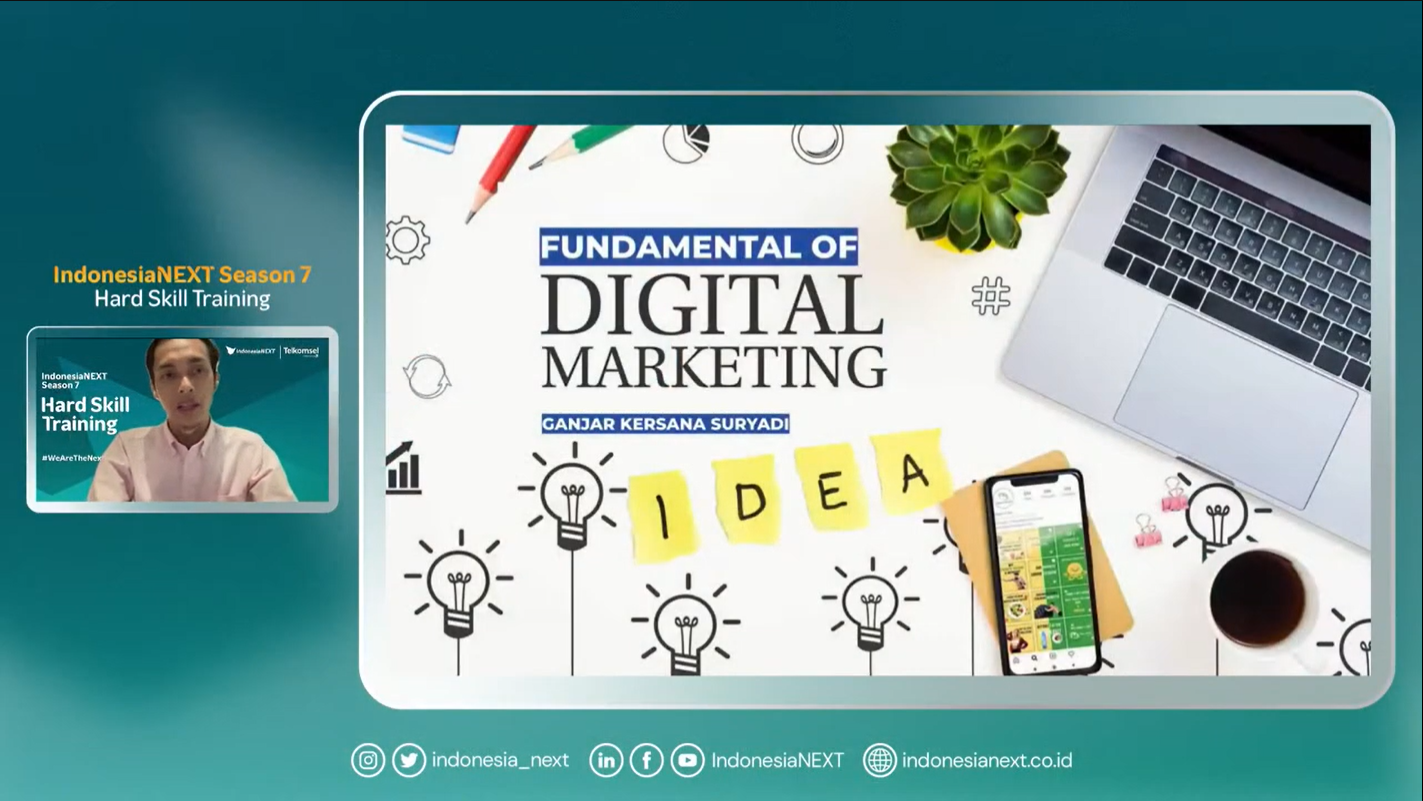 IndonesiaNEXT Season 7
Hard Skill Training
IndonesiaNEXT
Telkomsel
IndonesiaNEXT
Season 7
Hard Skill
Training
#WeAreTheNex
FUNDAMENTAL OF
DIGITAL
MARKETING
GANJAR KERSANA SURYADI
I D E A
indonesia_next
IndonesiaNEXT
indonesianext.co.id